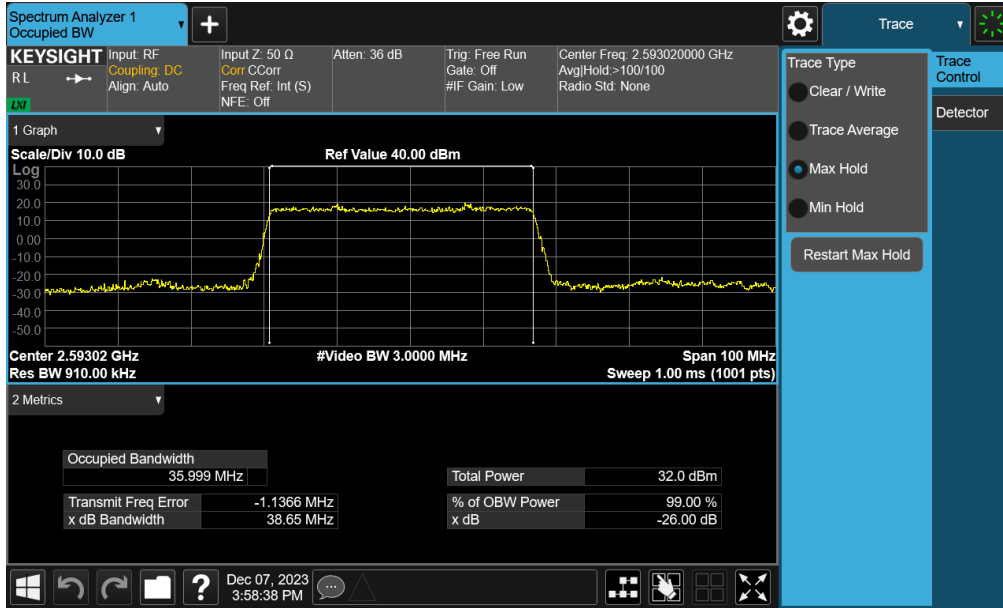 Spectrum Analyzer 1
Occupied BW
Trace
KEYSIGHT
RL
LXI
Input: RF
Coupling: DC
Align: Auto
Input Z: 50 Ω
Corr CCorr
Freq Ref: Int (S)
NFE: Off
Atten: 36 dB
Trig: Free Run
Gate: Off
#IF Gain: Low
Center Freq: 2.593020000 GHz
Avg|Hold:>100/100
Radio Std: None
Trace Type
Clear / Write
Trace Average
Max Hold
Min Hold
Restart Max Hold
Trace
Control
Detector
1 Graph
Scale/Div 10.0 dB
Ref Value 40.00 dBm
Log
30.0
20.0
10.0
0.00
-10.0
-20.0
-30.0
-40.0
-50.0
Center 2.59302 GHz
#Video BW 3.0000 MHz
Span 100 MHz
Res BW 910.00 kHz
Sweep 1.00 ms (1001 pts)
2 Metrics
Occupied Bandwidth
35.999 MHz
Total Power 32.0 dBm
Transmit Freq Error -1.1366 MHz
% of OBW Power 99.00 %
x dB Bandwidth 38.65 MHz
x dB -26.00 dB
Dec 07, 2023
3:58:38 PM